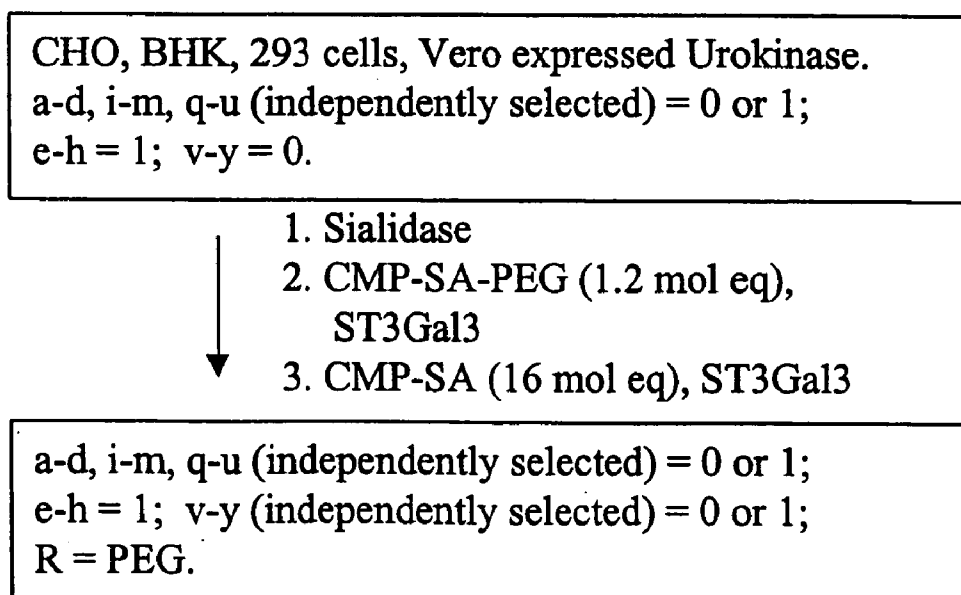 CHO, BHK, 293 cells, Vero expressed Urokinase.
a-d, i-m, q-u (independently selected) = 0 or 1;
e-h = 1; v-y = 0.
1. Sialidase
2. CMP-SA-PEG (1.2 mol eq),
ST3Gal3
3. CMP-SA (16 mol eq), ST3Gal3
a-d, i-m, q-u (independently selected) = 0 or 1;
e-h = 1; v-y (independently selected) = 0 or 1;
R = PEG.